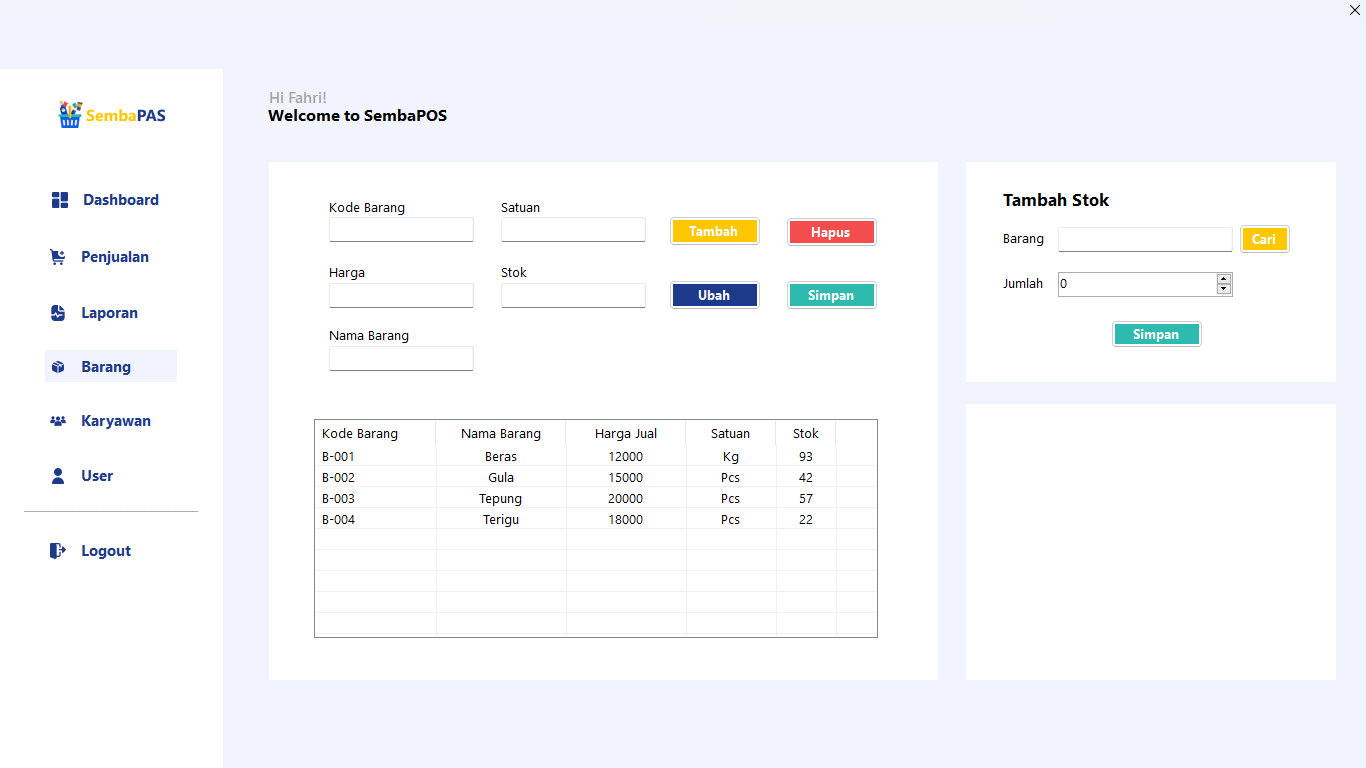 SembaPAS
Dashboard
Penjualan
Laporan
Barang
Karyawan
User
Logout
Hi Fahri!
Welcome to SembaPOS
Kode Barang Satuan
Tambah Hapus
Harga Stok
Ubah Simpan
Nama Barang
Kode Barang Nama Barang Harga Jual Satuan Stok
B-001 Beras 12000 Kg 93
B-002 Gula 15000 Pcs 42
B-003 Tepung 20000 Pcs 57
B-004 Terigu 18000 Pcs 22
Tambah Stok
Barang Cari
Jumlah 0
Simpan